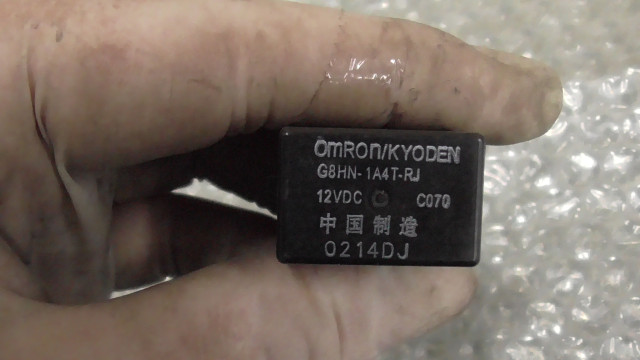 OmROn/KYODEN
G8HN-1A4T-RJ
12VDC C070
中国制造
0214DJ